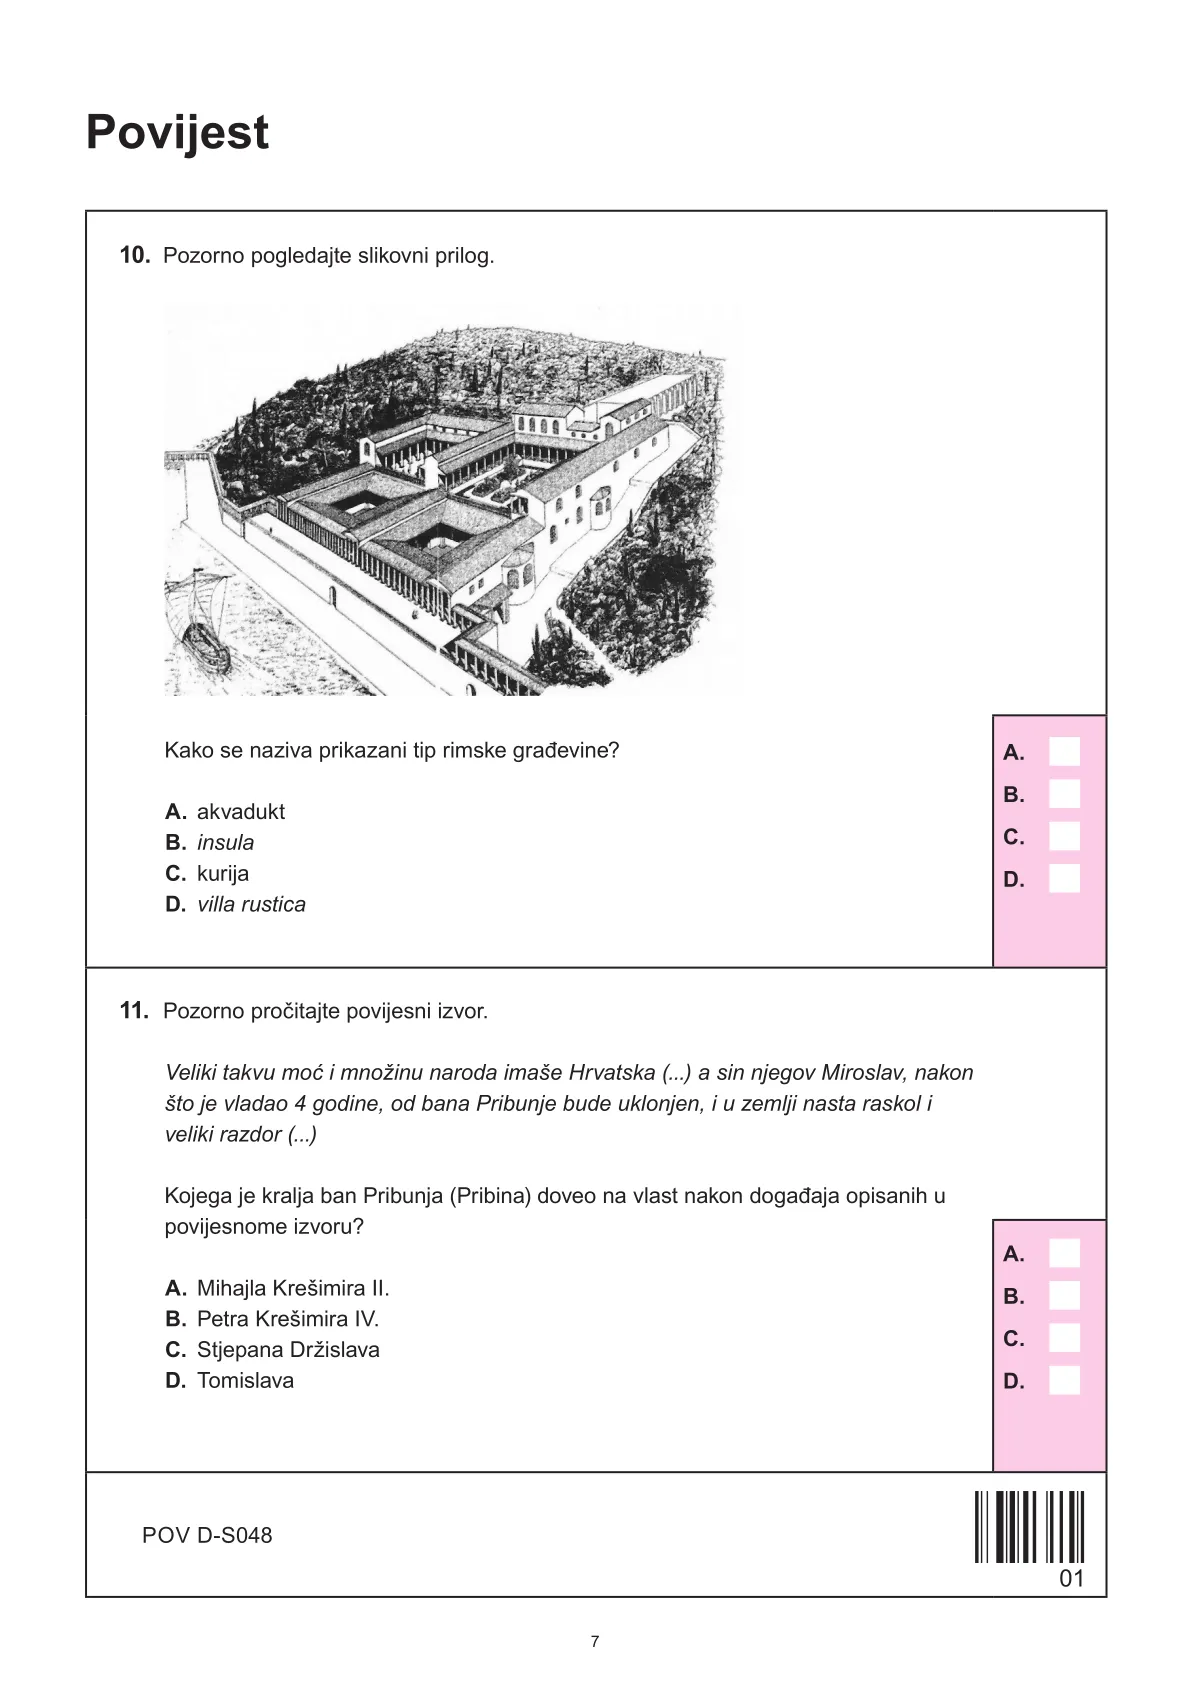 Povijest
10. Pozorno pogledajte slikovni prilog.
Kako se naziva prikazani tip rimske građevine?
A. akvadukt
B. insula
C. kurija
D. villa rustica
A.
B.
C.
D.
11. Pozorno pročitajte povijesni izvor.
Veliki takvu moć i množinu naroda imaše Hrvatska (...) a sin njegov Miroslav, nakon
što je vladao 4 godine, od bana Pribunje bude uklonjen, i u zemlji nasta raskol i
veliki razdor (...)
Kojega je kralja ban Pribunja (Pribina) doveo na vlast nakon događaja opisanih u
povijesnome izvoru?
A. Mihajla Krešimira II.
B. Petra Krešimira IV.
C. Stjepana Držislava
D. Tomislava
A.
B.
C.
D.
POV D-S048
01
7